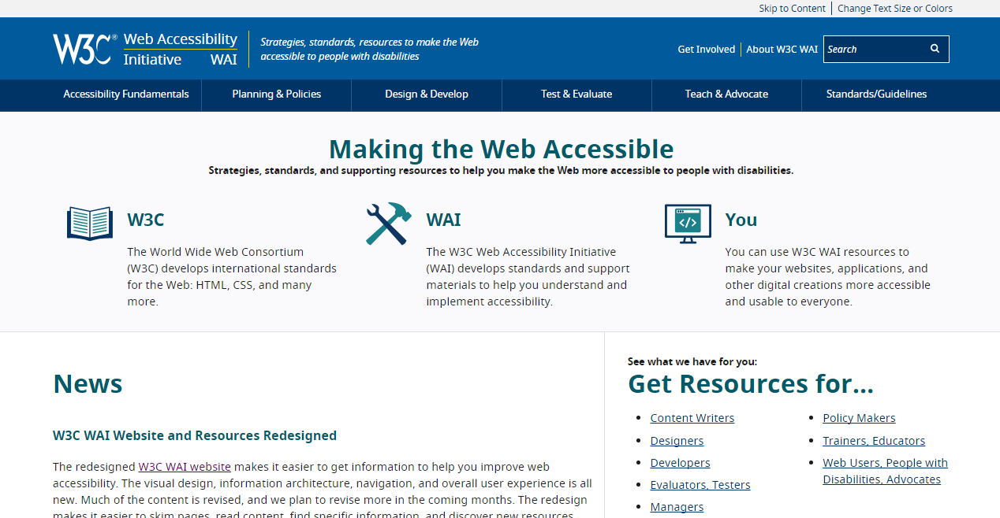 Skip to Content Change Text Size or Colors
W3C® Web Accessibility
Initiative WAI
Strategies, standards, resources to make the Web
accessible to people with disabilities
Get Involved About W3C WAI Search
Accessibility Fundamentals Planning & Policies Design & Develop Test & Evaluate Teach & Advocate Standards/Guidelines
Making the Web Accessible
Strategies, standards, and supporting resources to help you make the Web more accessible to people with disabilities.
W3C
The World Wide Web Consortium
(W3C) develops international standards
for the Web: HTML, CSS, and many
more.
WAI
The W3C Web Accessibility Initiative
(WAI) develops standards and support
materials to help you understand and
implement accessibility.
</> You
You can use W3C WAI resources to
make your websites, applications, and
other digital creations more accessible
and usable to everyone.
News
W3C WAI Website and Resources Redesigned
The redesigned W3C WAI website makes it easier to get information to help you improve web
accessibility. The visual design, information architecture, navigation, and overall user experience is all
new. Much of the content is revised, and we plan to revise more in the coming months. The redesign
makes it easier to skim pages, read content, find specific information, and discover new resources.
See what we have for you:
Get Resources for...
Content Writers
Designers
Developers
Evaluators, Testers
Managers
Policy Makers
Trainers, Educators
Web Users, People with
Disabilities, Advocates